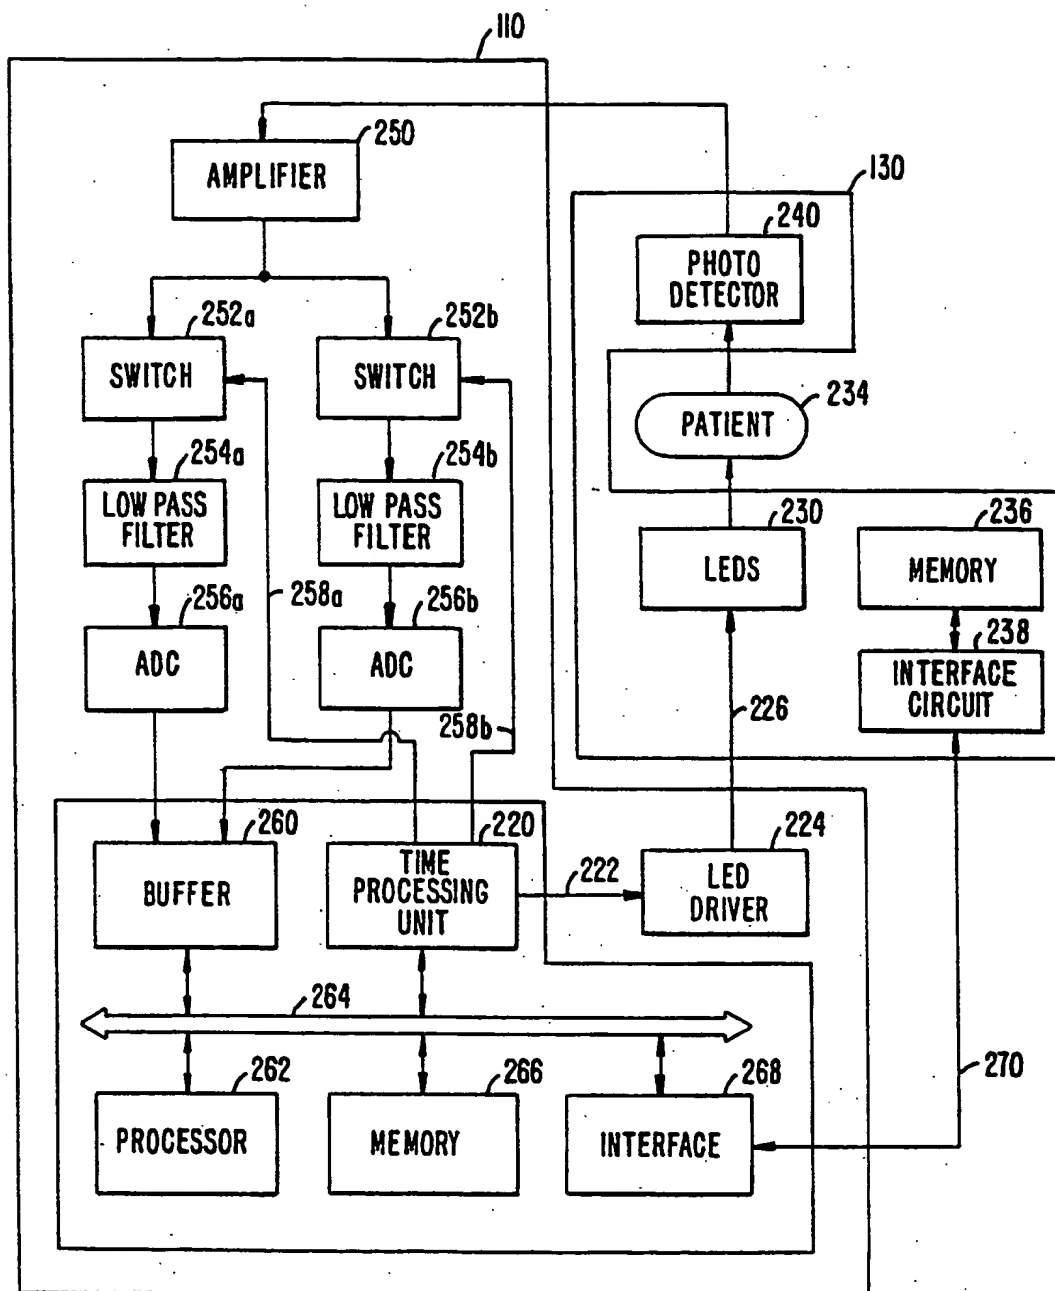 110
250
AMPLIFIER
130
240
PHOTO
DETECTOR
252a
252b
SWITCH
SWITCH
234
PATIENT
254a
254b
LOW PASS
FILTER
LOW PASS
FILTER
230
236
LEDS
MEMORY
256a
258a
256b
238
ADC
ADC
INTERFACE
CIRCUIT
258b
226
260
220
224
BUFFER
TIME
PROCESSING
UNIT
222
LED
DRIVER
264
262
266
268
270
PROCESSOR
MEMORY
INTERFACE